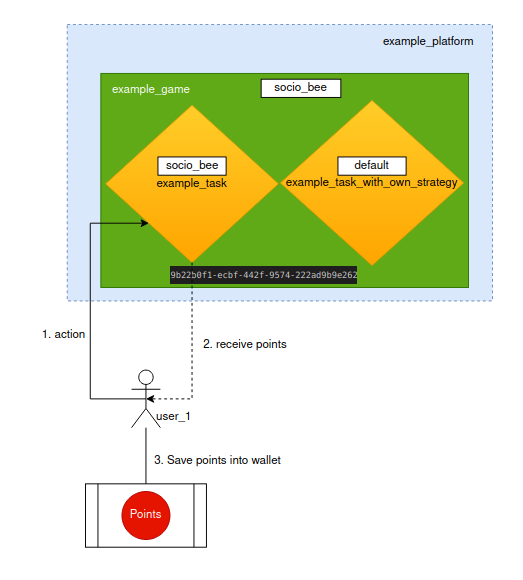 example_platform
example_game
socio_bee
socio_bee
example_task
default
example_task_with_own_strategy
9b22b0f1-ecbf-442f-9574-222ad9b9e262
1. action
2. receive points
user_1
3. Save points into wallet
Points